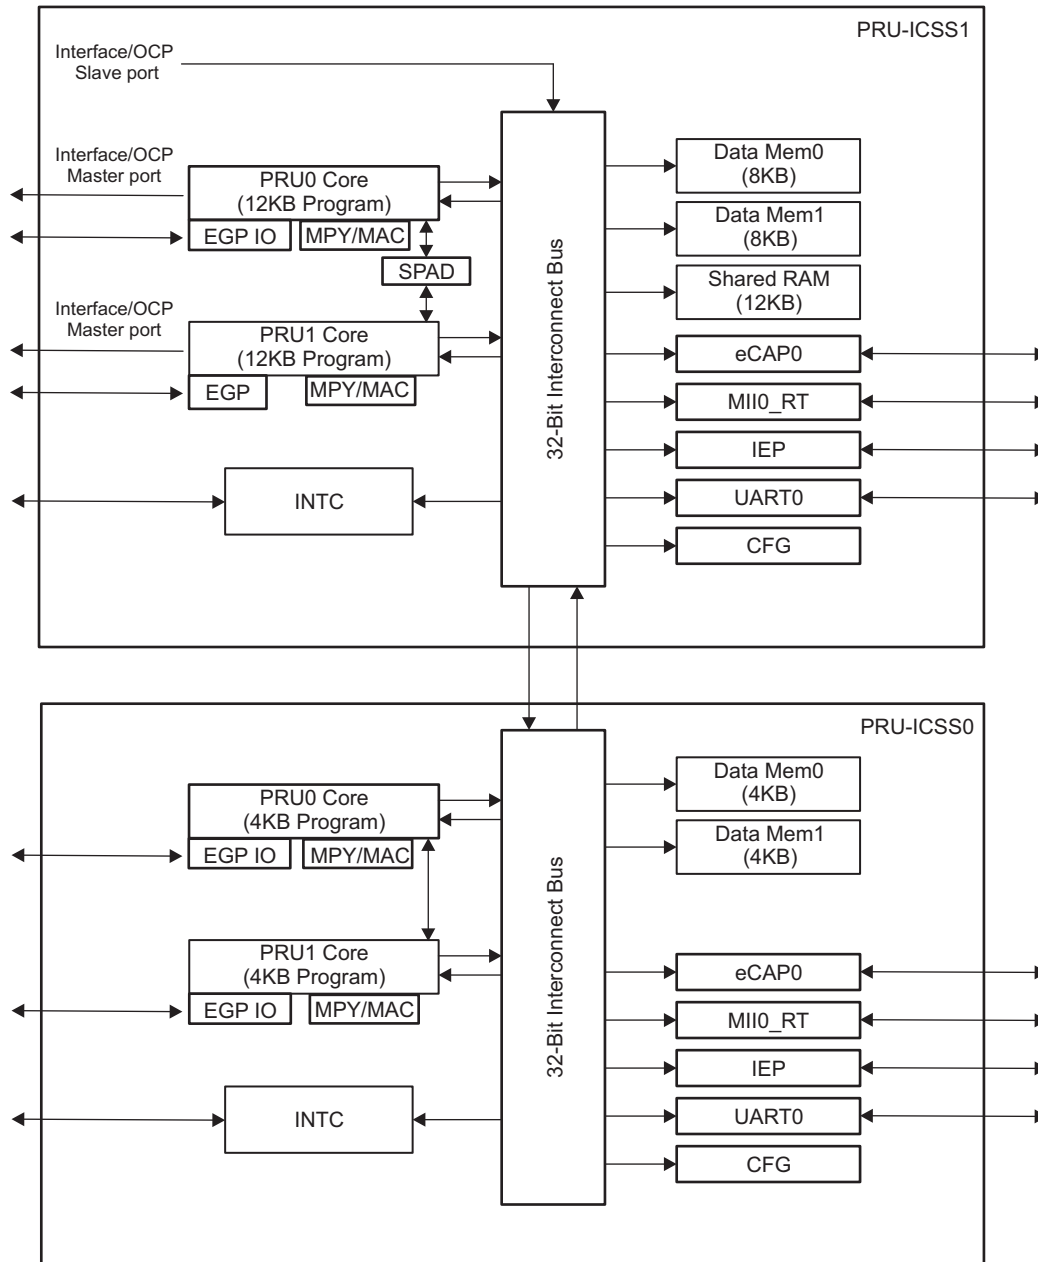 PRU-ICSS1
Interface/OCP
Slave port
Interface/OCP
Master port
PRU0 Core
(12KB Program)
EGP IO
MPY/MAC
SPAD
Interface/OCP
Master port
PRU1 Core
(12KB Program)
EGP
MPY/MAC
INTC
32-Bit Interconnect Bus
Data Mem0
(8KB)
Data Mem1
(8KB)
Shared RAM
(12KB)
eCAP0
MII0_RT
IEP
UART0
CFG
PRU-ICSS0
PRU0 Core
(4KB Program)
EGP IO
MPY/MAC
PRU1 Core
(4KB Program)
EGP IO
MPY/MAC
INTC
32-Bit Interconnect Bus
Data Mem0
(4KB)
Data Mem1
(4KB)
eCAP0
MII0_RT
IEP
UART0
CFG